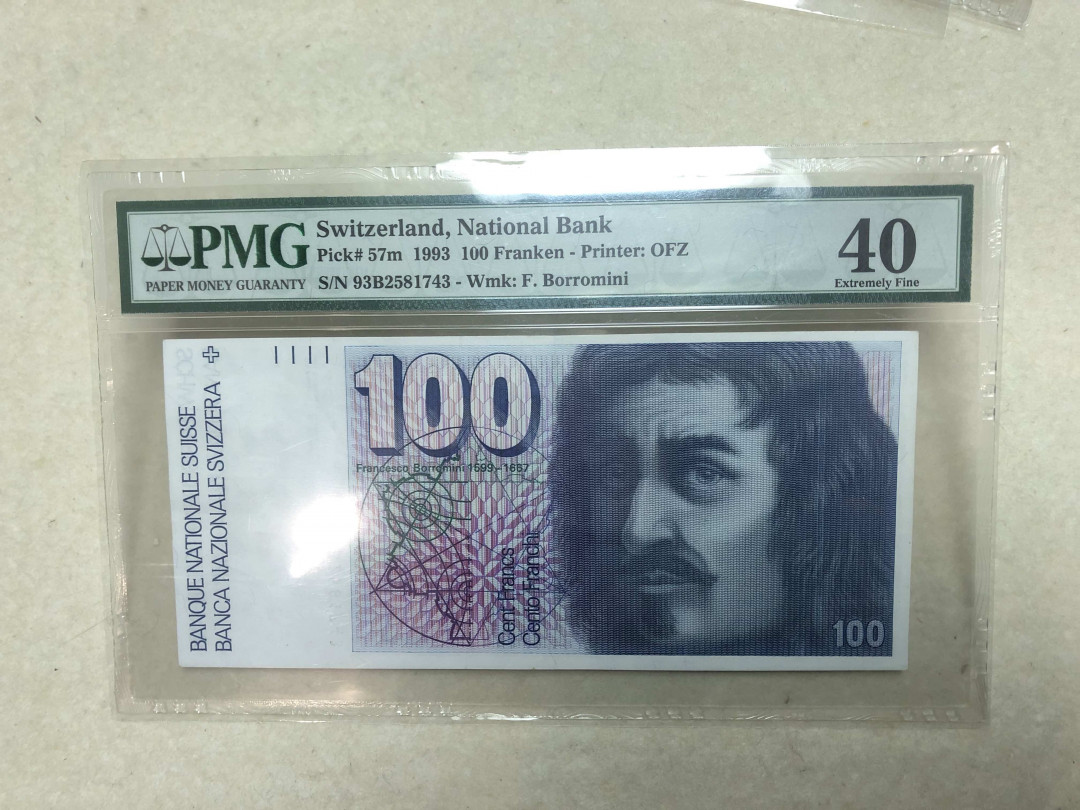 PMG
PAPER MONEY GUARANTY
Switzerland, National Bank
Pick# 57m 1993 100 Franken - Printer: OFZ
S/N 93B2581743 - Wmk: F. Borromini
40
Extremely Fine
BANQUE NATIONALE SUISSE
BANCA NAZIONALE SVIZZERA
100
Francesco Borromini 1599-1667
Cent Francs
Cento Franchi
100